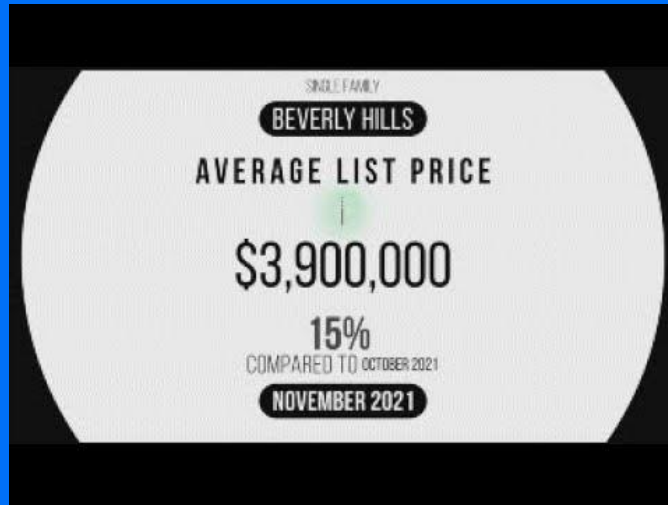 SINGLE FAMILY
BEVERLY HILLS
AVERAGE LIST PRICE
$3,900,000
15%
COMPARED TO OCTOBER 2021
NOVEMBER 2021